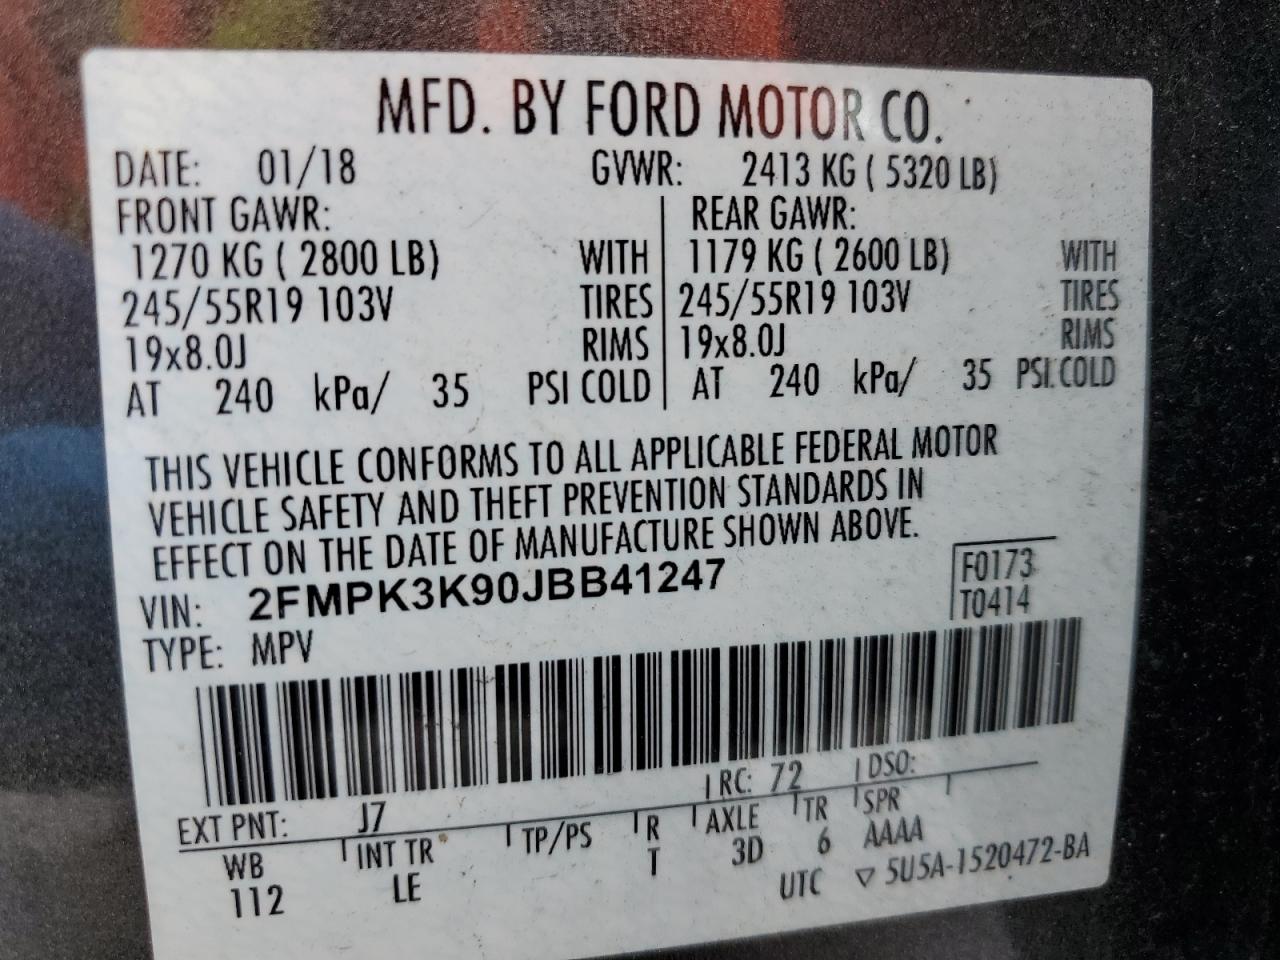 MFD. BY FORD MOTOR CO.
DATE: 01/18 GVWR: 2413 KG ( 5320 LB)
FRONT GAWR: REAR GAWR:
1270 KG ( 2800 LB) WITH 1179 KG ( 2600 LB) WITH
245/55R19 103V TIRES 245/55R19 103V TIRES
19x8.0J RIMS 19x8.0J RIMS
AT 240 kPa/ 35 PSI COLD AT 240 kPa/ 35 PSI COLD
THIS VEHICLE CONFORMS TO ALL APPLICABLE FEDERAL MOTOR
VEHICLE SAFETY AND THEFT PREVENTION STANDARDS IN
EFFECT ON THE DATE OF MANUFACTURE SHOWN ABOVE.
VIN: 2FMPK3K90JBB41247 F0173
TYPE: MPV T0414
EXT PNT: J7 RC: 72 DSO:
WB INT TR TP/PS R AXLE TR SPR
112 LE T 3D 6 AAAA
UTC ▽ 5U5A-1520472-BA